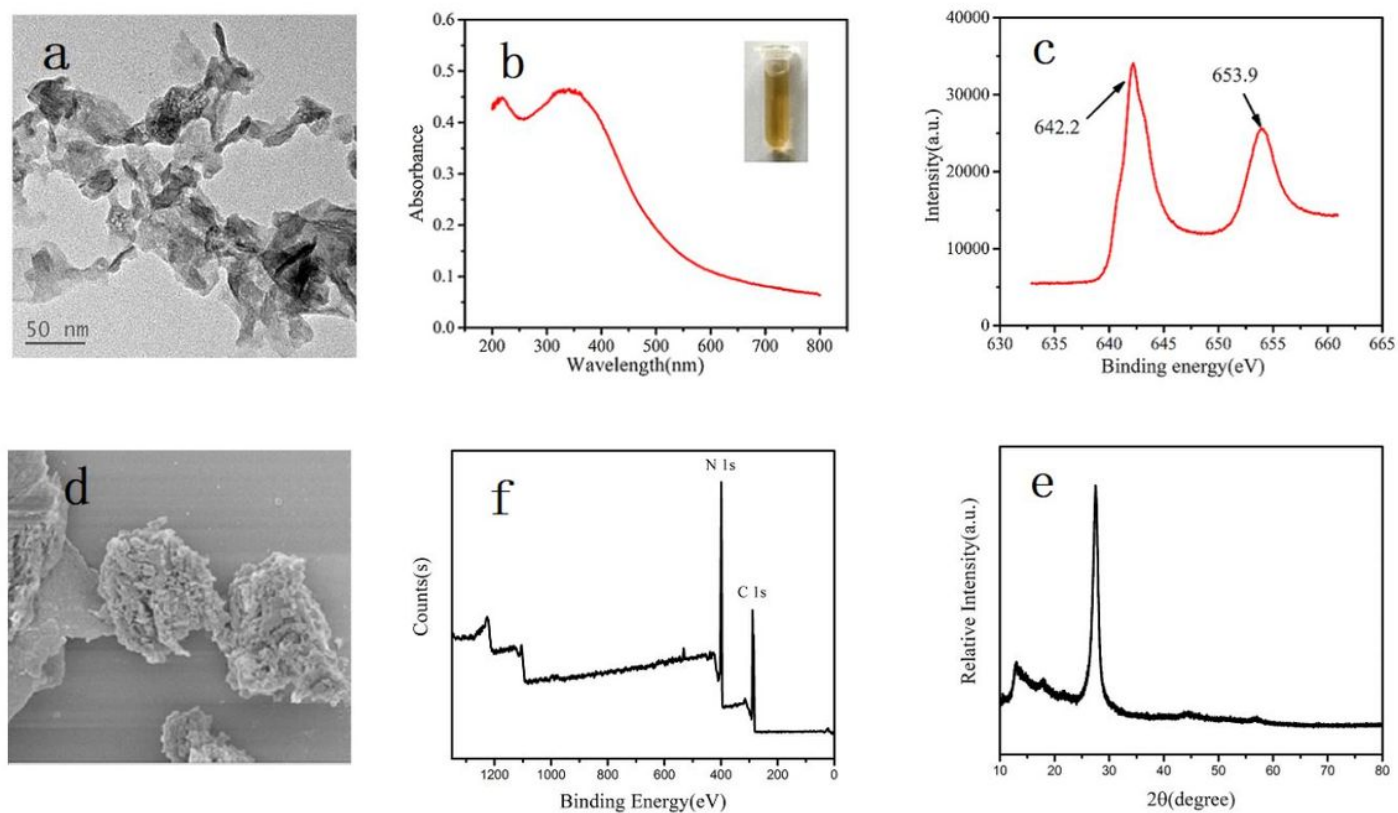 a
50 nm
b
0.6
0.5
0.4
0.3
0.2
0.1
0.0
Absorbance
200 300 400 500 600 700 800
Wavelength(nm)
c
40000
30000
20000
10000
0
Intensity(a.u.)
642.2
653.9
630 635 640 645 650 655 660 665
Binding energy(eV)
d
f
N 1s
C 1s
Counts(s)
1200 1000 800 600 400 200 0
Binding Energy(eV)
e
Relative Intensity(a.u.)
10 20 30 40 50 60 70 80
2θ(degree)